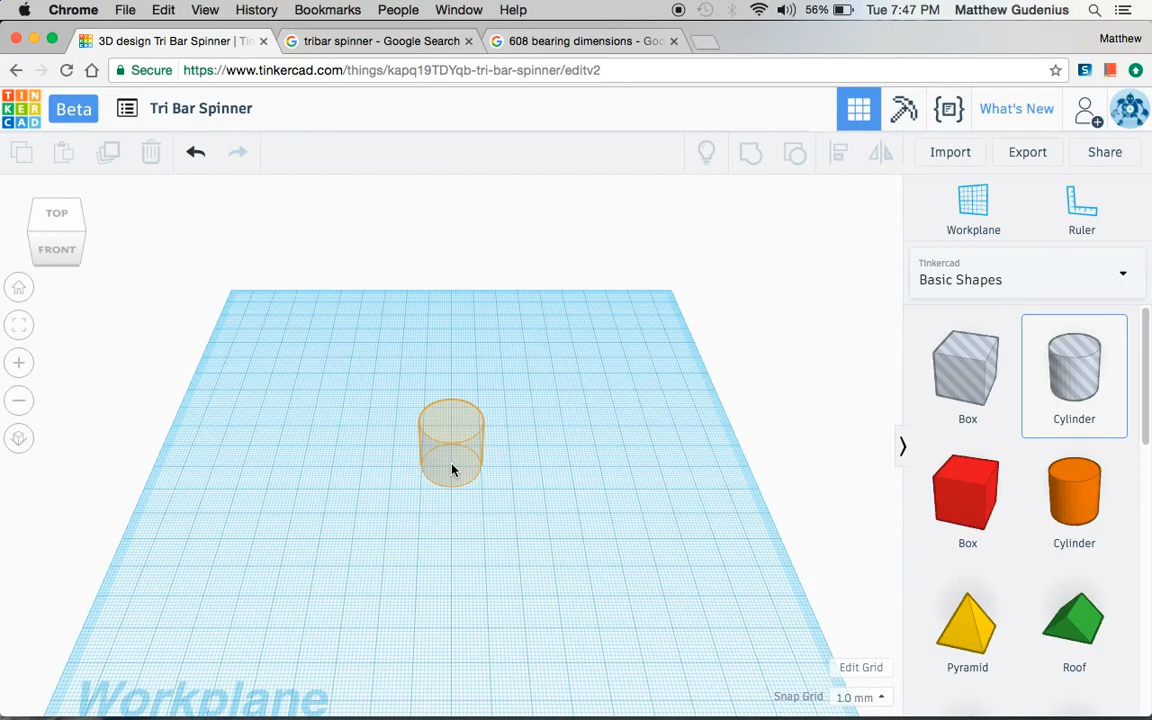 Chrome File Edit View History Bookmarks People Window Help 56% Tue 7:47 PM Matthew Gudenius
3D design Tri Bar Spinner | Tin tribar spinner - Google Search 608 bearing dimensions - Goo Matthew
Secure https://www.tinkercad.com/things/kapq19TDYqb-tri-bar-spinner/editv2
TIN
KER
CAD
Beta Tri Bar Spinner What's New
Import Export Share
TOP
FRONT
Workplane Ruler
Tinkercad
Basic Shapes
Box Cylinder
Box Cylinder
Pyramid Roof
Workplane
Edit Grid
Snap Grid 1.0 mm